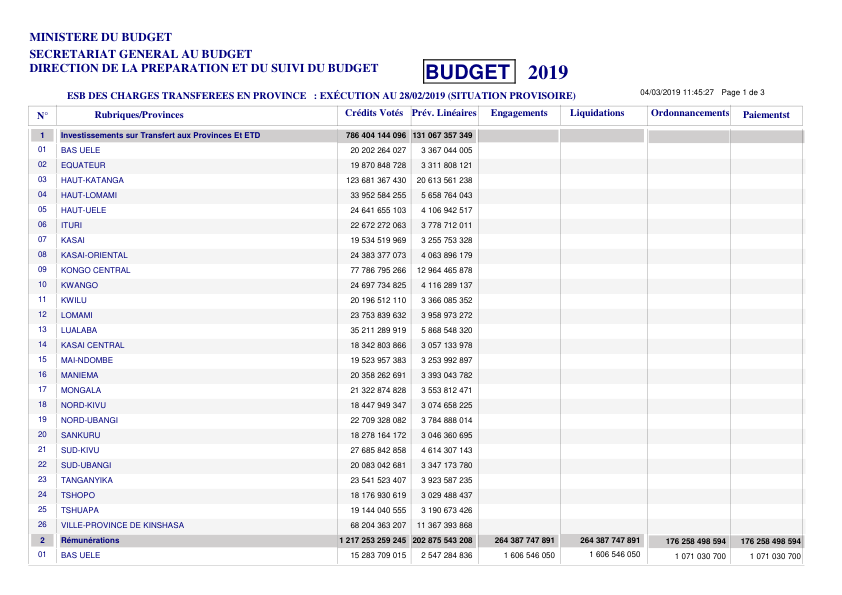 MINISTERE DU BUDGET
SECRETARIAT GENERAL AU BUDGET
DIRECTION DE LA PREPARATION ET DU SUIVI DU BUDGET
BUDGET 2019
ESB DES CHARGES TRANSFEREES EN PROVINCE : EXÉCUTION AU 28/02/2019 (SITUATION PROVISOIRE)
04/03/2019 11:45:27 Page 1 de 3
N° Rubriques/Provinces Crédits Votés Prév. Linéaires Engagements Liquidations Ordonnancements Paiementst
1 Investissements sur Transfert aux Provinces Et ETD 786 404 144 096 131 067 357 349
01 BAS UELE 20 202 264 027 3 367 044 005
02 EQUATEUR 19 870 848 728 3 311 808 121
03 HAUT-KATANGA 123 681 367 430 20 613 561 238
04 HAUT-LOMAMI 33 952 584 255 5 658 764 043
05 HAUT-UELE 24 641 655 103 4 106 942 517
06 ITURI 22 672 272 063 3 778 712 011
07 KASAI 19 534 519 969 3 255 753 328
08 KASAI-ORIENTAL 24 383 377 073 4 063 896 179
09 KONGO CENTRAL 77 786 795 266 12 964 465 878
10 KWANGO 24 697 734 825 4 116 289 137
11 KWILU 20 196 512 110 3 366 085 352
12 LOMAMI 23 753 839 632 3 958 973 272
13 LUALABA 35 211 289 919 5 868 548 320
14 KASAI CENTRAL 18 342 803 866 3 057 133 978
15 MAI-NDOMBE 19 523 957 383 3 253 992 897
16 MANIEMA 20 358 262 691 3 393 043 782
17 MONGALA 21 322 874 828 3 553 812 471
18 NORD-KIVU 18 447 949 347 3 074 658 225
19 NORD-UBANGI 22 709 328 082 3 784 888 014
20 SANKURU 18 278 164 172 3 046 360 695
21 SUD-KIVU 27 685 842 858 4 614 307 143
22 SUD-UBANGI 20 083 042 681 3 347 173 780
23 TANGANYIKA 23 541 523 407 3 923 587 235
24 TSHOPO 18 176 930 619 3 029 488 437
25 TSHUAPA 19 144 040 555 3 190 673 426
26 VILLE-PROVINCE DE KINSHASA 68 204 363 207 11 367 393 868
2 Rémunérations 1 217 253 259 245 202 875 543 208 264 387 747 891 264 387 747 891 176 258 498 594 176 258 498 594
01 BAS UELE 15 283 709 015 2 547 284 836 1 606 546 050 1 606 546 050 1 071 030 700 1 071 030 700